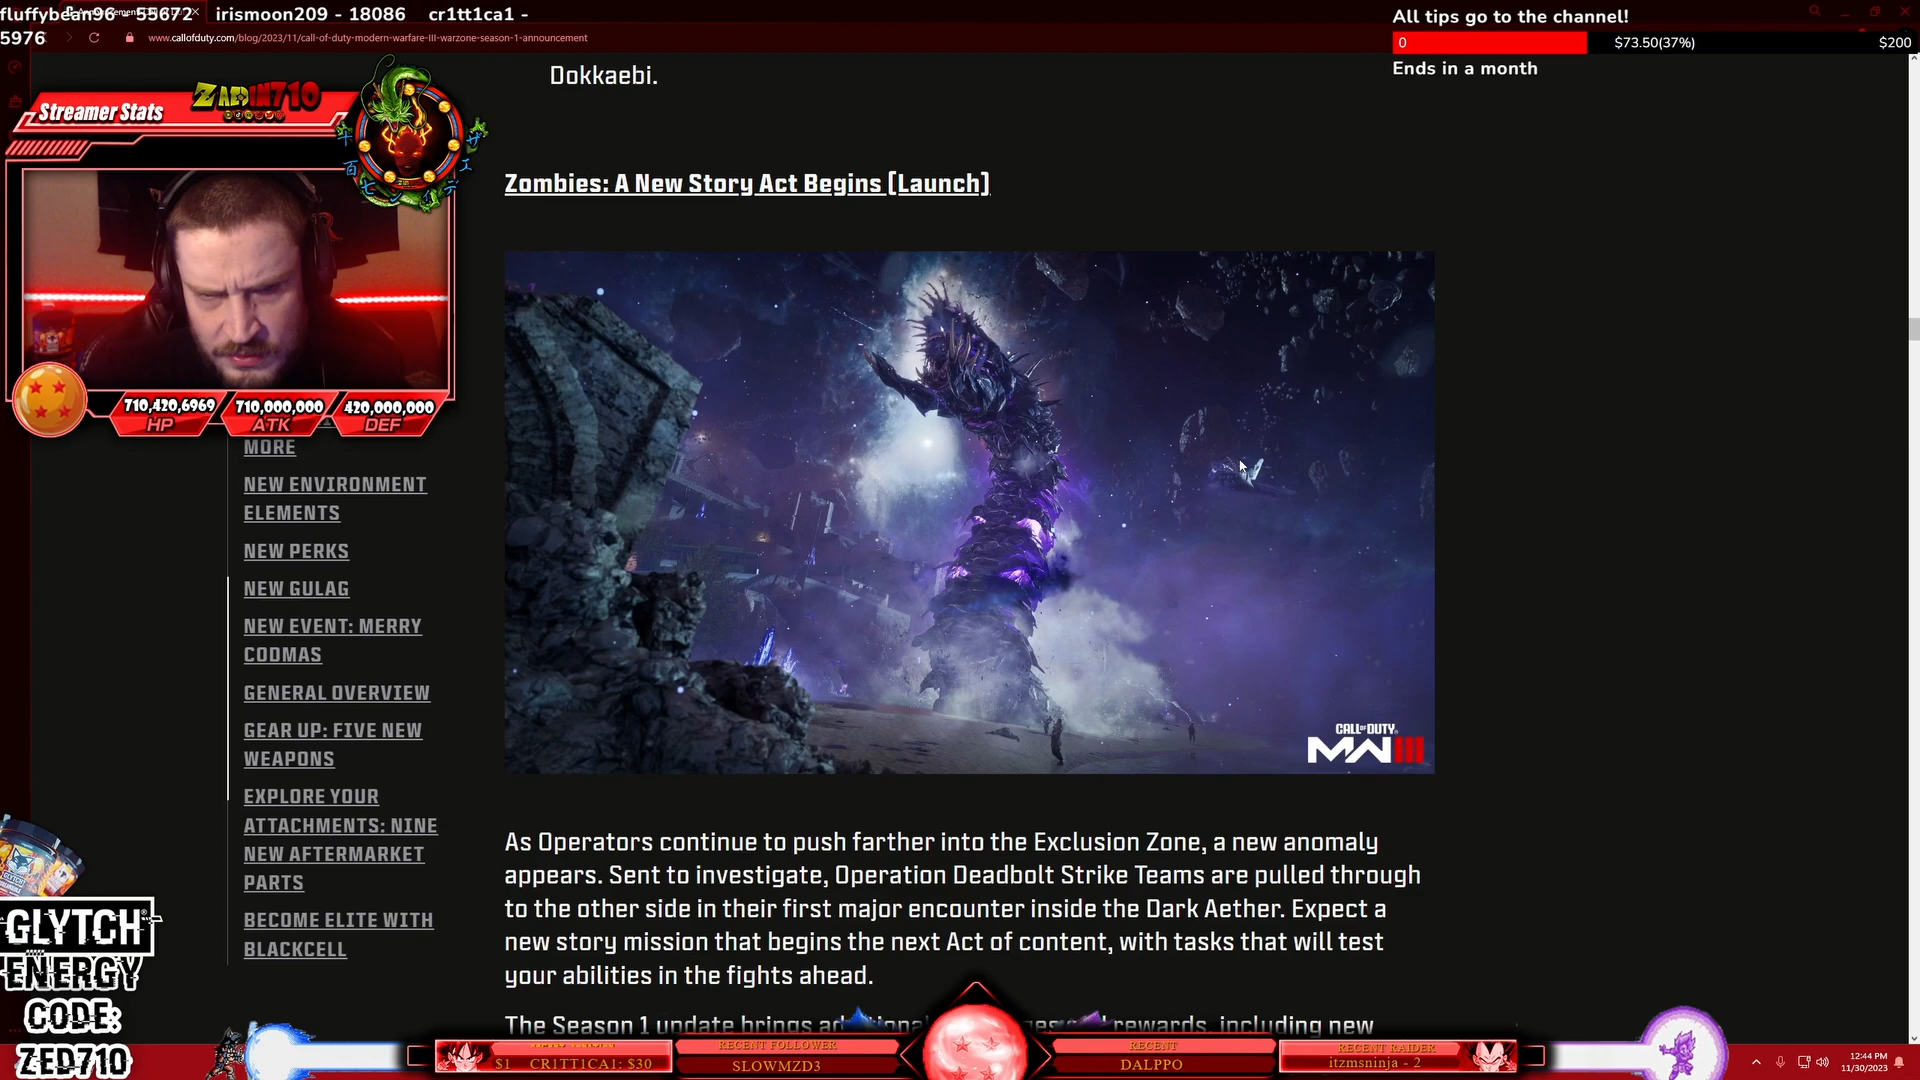 fluffybean96 - 55672    irismoon209 - 18086    cr1tt1ca1 -
5976
www.callofduty.com/blog/2023/11/call-of-duty-modern-warfare-III-warzone-season-1-announcement
All tips go to the channel!
0    $73.50(37%)    $200
Ends in a month
Streamer Stats
710,420,6969    710,000,000    420,000,000
HP    ATK    DEF
Dokkaebi.
Zombies: A New Story Act Begins [Launch]
CALL OF DUTY
MWIII
MORE
NEW ENVIRONMENT
ELEMENTS
NEW PERKS
NEW GULAG
NEW EVENT: MERRY
CODMAS
GENERAL OVERVIEW
GEAR UP: FIVE NEW
WEAPONS
EXPLORE YOUR
ATTACHMENTS: NINE
NEW AFTERMARKET
PARTS
BECOME ELITE WITH
BLACKCELL
As Operators continue to push farther into the Exclusion Zone, a new anomaly
appears. Sent to investigate, Operation Deadbolt Strike Teams are pulled through
to the other side in their first major encounter inside the Dark Aether. Expect a
new story mission that begins the next Act of content, with tasks that will test
your abilities in the fights ahead.
The Season 1 update brings rewards, including new
GLYTCH
ENERGY
CODE:
ZED710
$1    CR1TT1CA1: $30
RECENT FOLLOWER
SLOWMZD3
RECENT
DALPPO
RECENT RAIDER
itzmsninja - 2
12:44 PM
11/30/2023